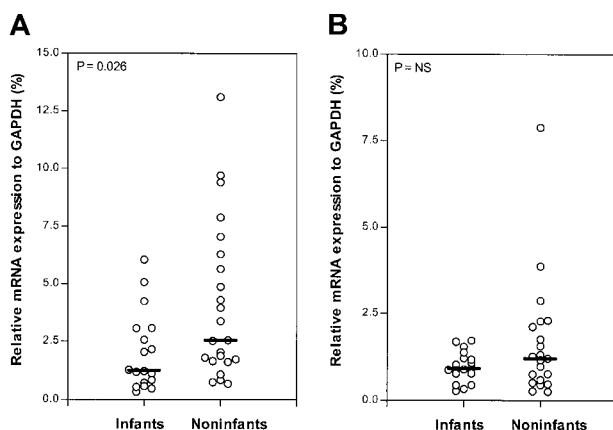 A
Relative mRNA expression to GAPDH (%)
15.0
12.5
10.0
7.5
5.0
2.5
0.0
P = 0.026
Infants
Noninfants
B
Relative mRNA expression to GAPDH (%)
10.0
7.5
5.0
2.5
0.0
P = NS
Infants
Noninfants